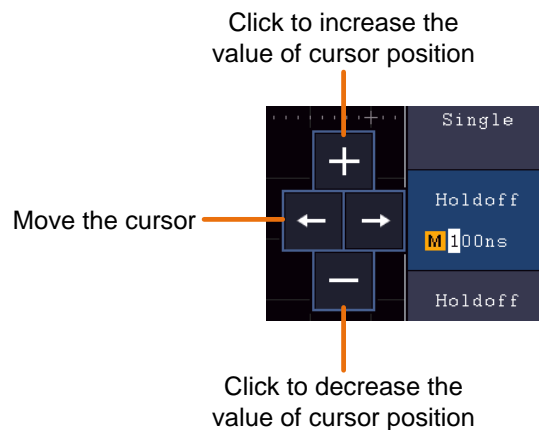 Click to increase the
value of cursor position
Single
+
Holdoff
Move the cursor
← →
M 100ns
−
Holdoff
Click to decrease the
value of cursor position